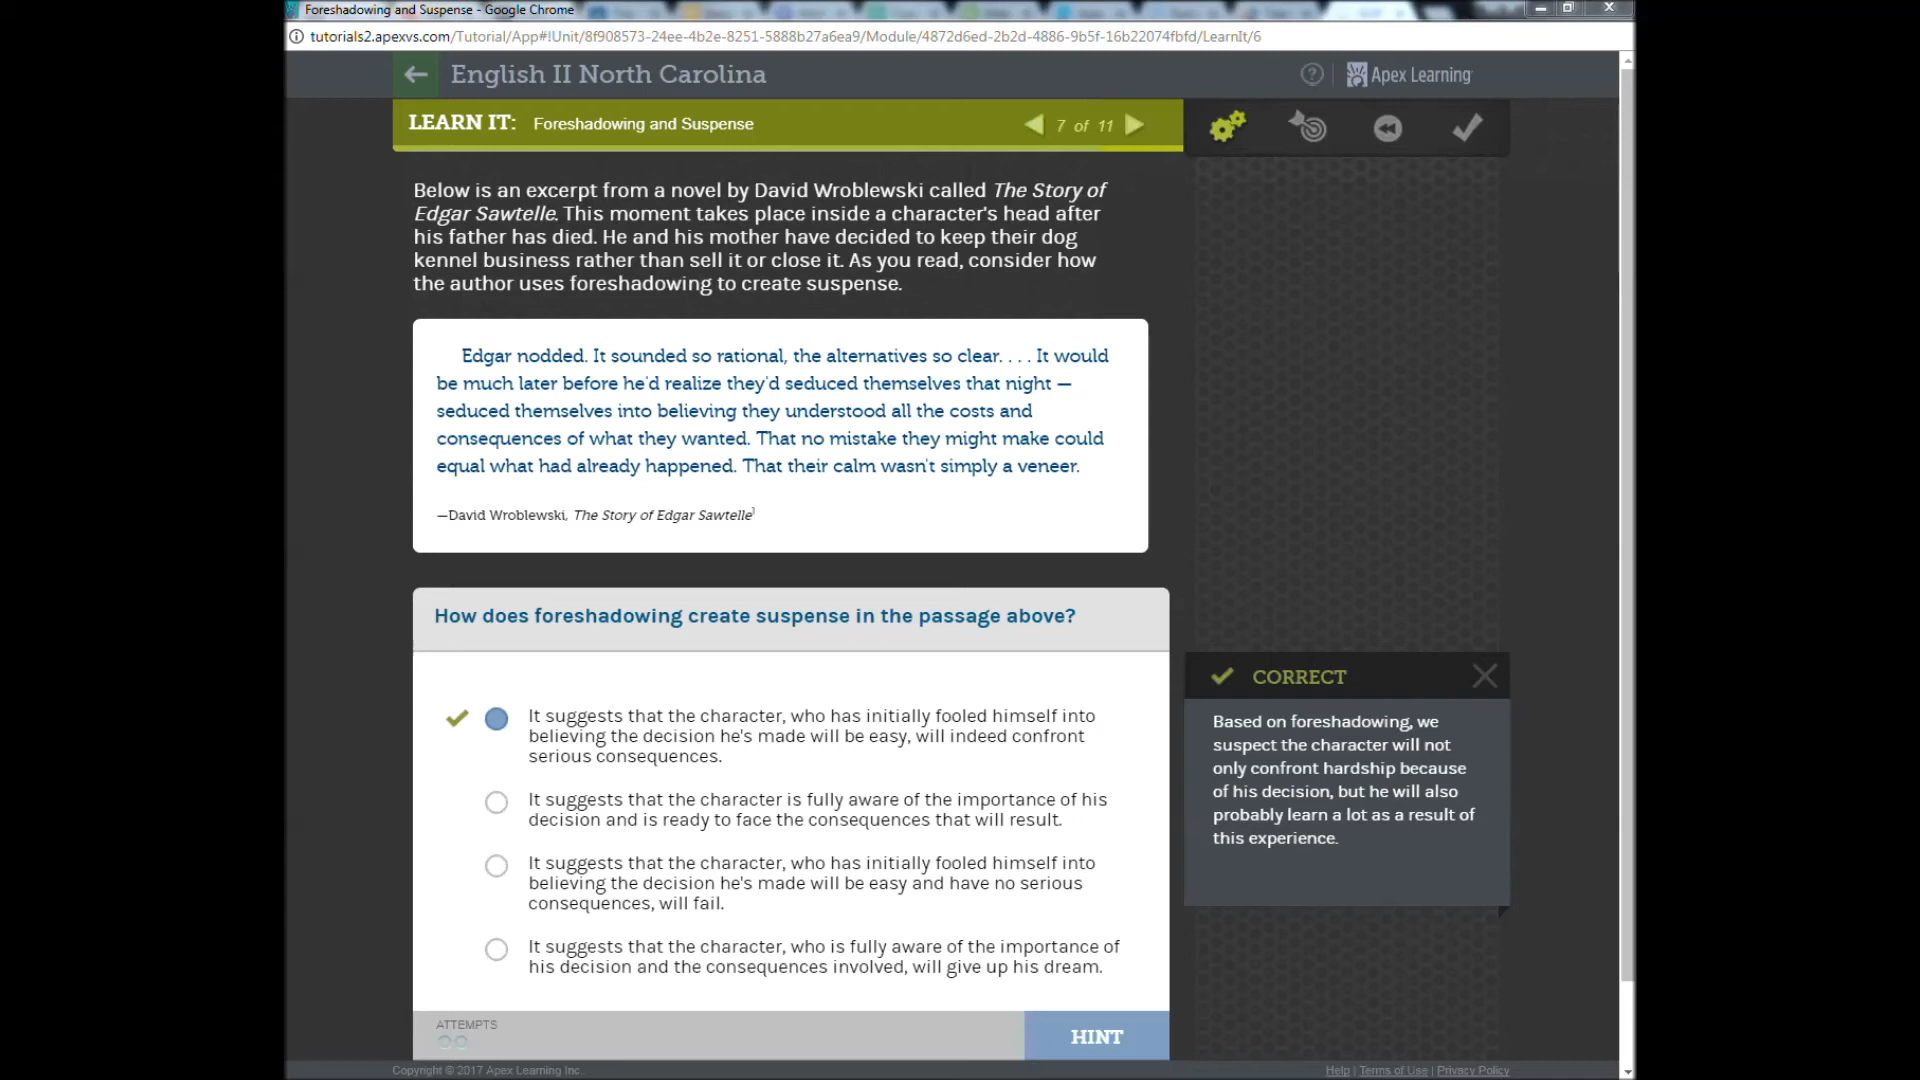 Foreshadowing and Suspense - Google Chrome
tutorials2.apexvs.com/Tutorial/App#!Unit/8f908573-24ee-4b2e-8251-5888b27a6ea9/Module/4872d6ed-2b2d-4886-9b5f-16b22074fbfd/LearnIt/6
English II North Carolina
Apex Learning
LEARN IT: Foreshadowing and Suspense
7 of 11
Below is an excerpt from a novel by David Wroblewski called The Story of
Edgar Sawtelle. This moment takes place inside a character's head after
his father has died. He and his mother have decided to keep their dog
kennel business rather than sell it or close it. As you read, consider how
the author uses foreshadowing to create suspense.
Edgar nodded. It sounded so rational, the alternatives so clear. . . . It would
be much later before he'd realize they'd seduced themselves that night —
seduced themselves into believing they understood all the costs and
consequences of what they wanted. That no mistake they might make could
equal what had already happened. That their calm wasn't simply a veneer.
—David Wroblewski, The Story of Edgar Sawtelle¹
How does foreshadowing create suspense in the passage above?
It suggests that the character, who has initially fooled himself into
believing the decision he's made will be easy, will indeed confront
serious consequences.
It suggests that the character is fully aware of the importance of his
decision and is ready to face the consequences that will result.
It suggests that the character, who has initially fooled himself into
believing the decision he's made will be easy and have no serious
consequences, will fail.
It suggests that the character, who is fully aware of the importance of
his decision and the consequences involved, will give up his dream.
ATTEMPTS
HINT
CORRECT
Based on foreshadowing, we
suspect the character will not
only confront hardship because
of his decision, but he will also
probably learn a lot as a result of
this experience.
Copyright © 2017 Apex Learning Inc.
Help | Terms of Use | Privacy Policy